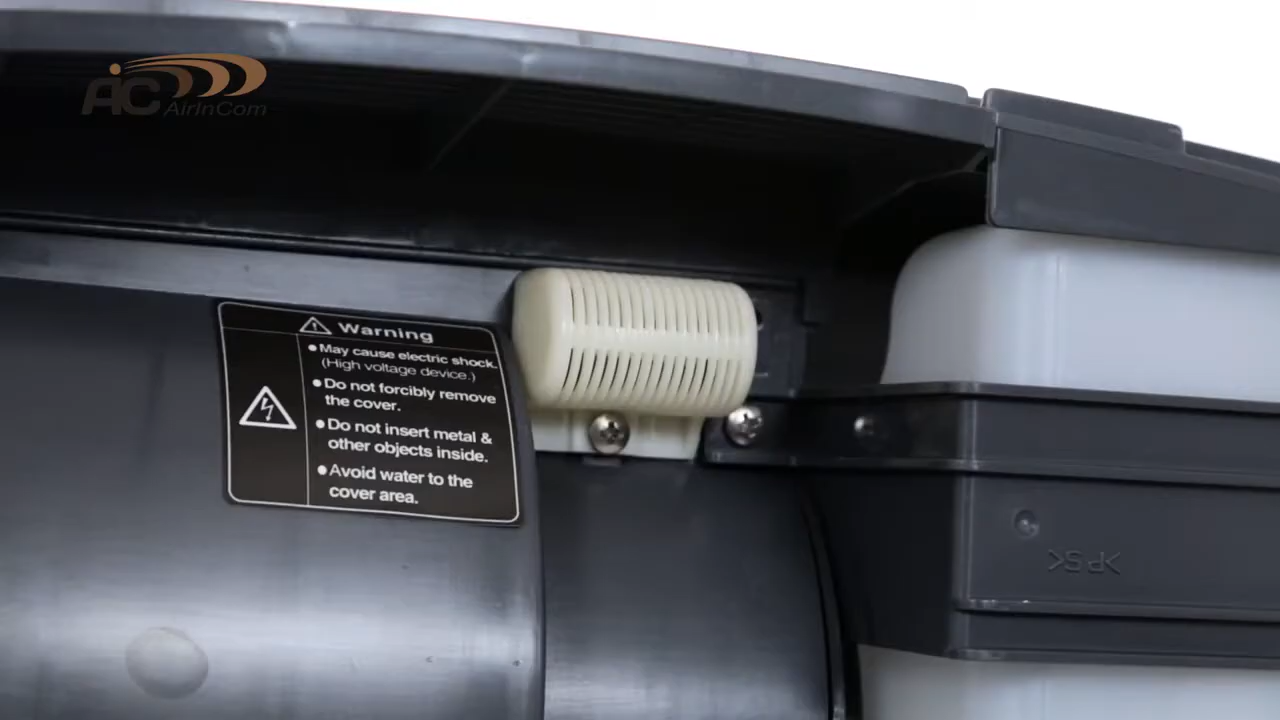 AIC AirInCom
Warning
●May cause electric shock.
(High voltage device.)
●Do not forcibly remove
the cover.
●Do not insert metal &
other objects inside.
●Avoid water to the
cover area.
>PS<